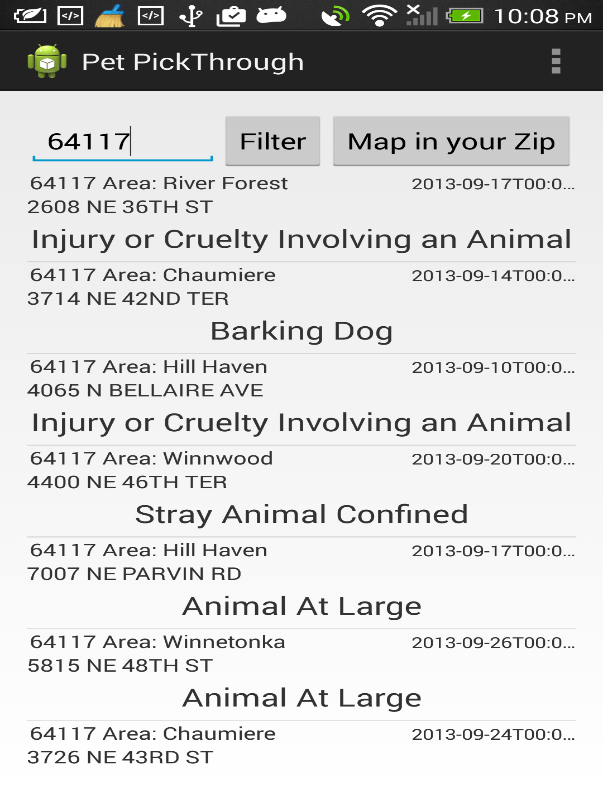 10:08 PM
Pet PickThrough
64117 Filter Map in your Zip
64117 Area: River Forest 2013-09-17T00:0...
2608 NE 36TH ST
Injury or Cruelty Involving an Animal
64117 Area: Chaumiere 2013-09-14T00:0...
3714 NE 42ND TER
Barking Dog
64117 Area: Hill Haven 2013-09-10T00:0...
4065 N BELLAIRE AVE
Injury or Cruelty Involving an Animal
64117 Area: Winnwood 2013-09-20T00:0...
4400 NE 46TH TER
Stray Animal Confined
64117 Area: Hill Haven 2013-09-17T00:0...
7007 NE PARVIN RD
Animal At Large
64117 Area: Winnetonka 2013-09-26T00:0...
5815 NE 48TH ST
Animal At Large
64117 Area: Chaumiere 2013-09-24T00:0...
3726 NE 43RD ST